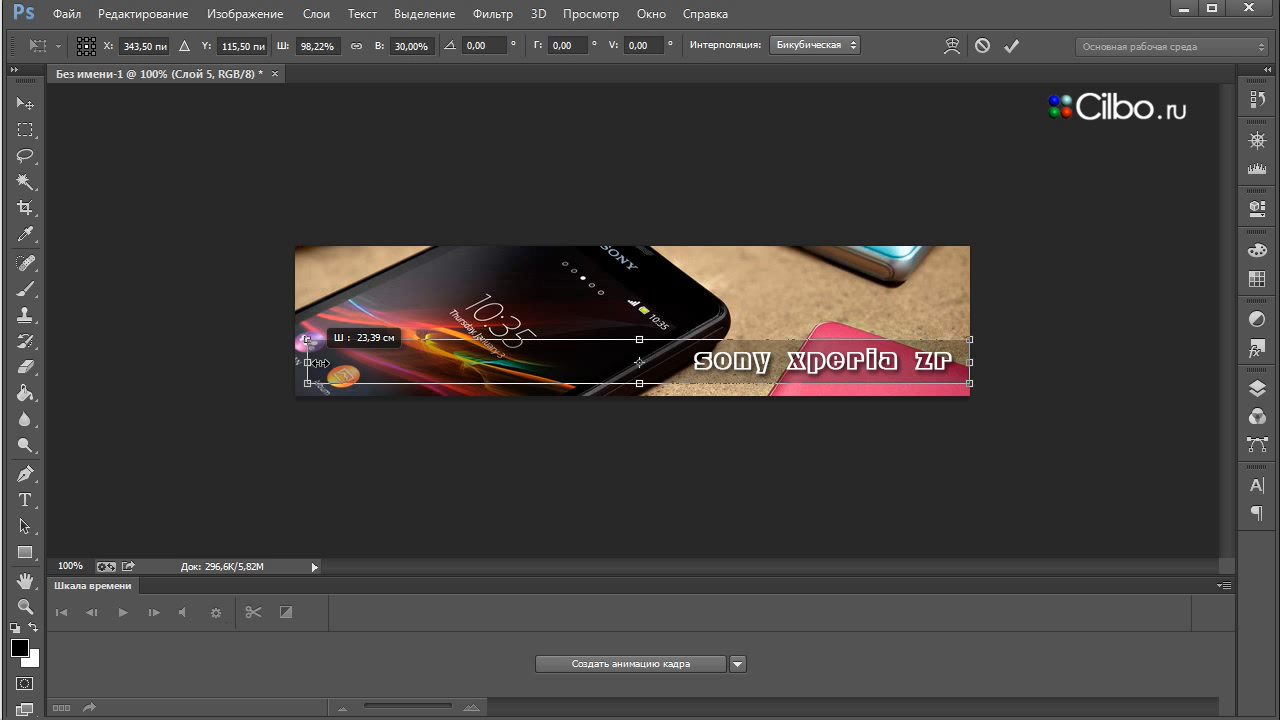 Ps Файл Редактирование Изображение Слои Текст Выделение Фильтр 3D Просмотр Окно Справка
X: 343,50 пи Y: 115,50 пи Ш: 98,22% В: 30,00% 0,00 ° Г: 0,00 ° V: 0,00 ° Интерполяция: Бикубическая Основная рабочая среда
Без имени-1 @ 100% (Слой 5, RGB/8) * ×
Cilbo.ru
SONY
10:35
10:35
Thursday, January 3
Ш : 23,39 см
sony xperia zr
100% Док: 296,6K/5,82M
Шкала времени
Создать анимацию кадра